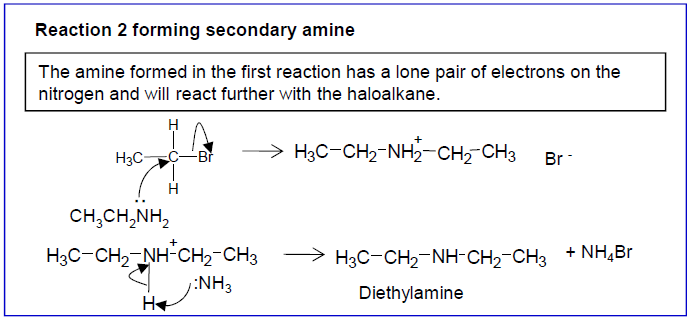 Reaction 2 forming secondary amine
The amine formed in the first reaction has a lone pair of electrons on the
nitrogen and will react further with the haloalkane.
H
H₃C–C–Br → H₃C–CH₂–NH₂⁺–CH₂–CH₃ Br -
H
CH₃CH₂N̈H₂
H₃C–CH₂–NH⁺–CH₂–CH₃ → H₃C–CH₂–NH–CH₂–CH₃ + NH₄Br
H :NH₃
Diethylamine